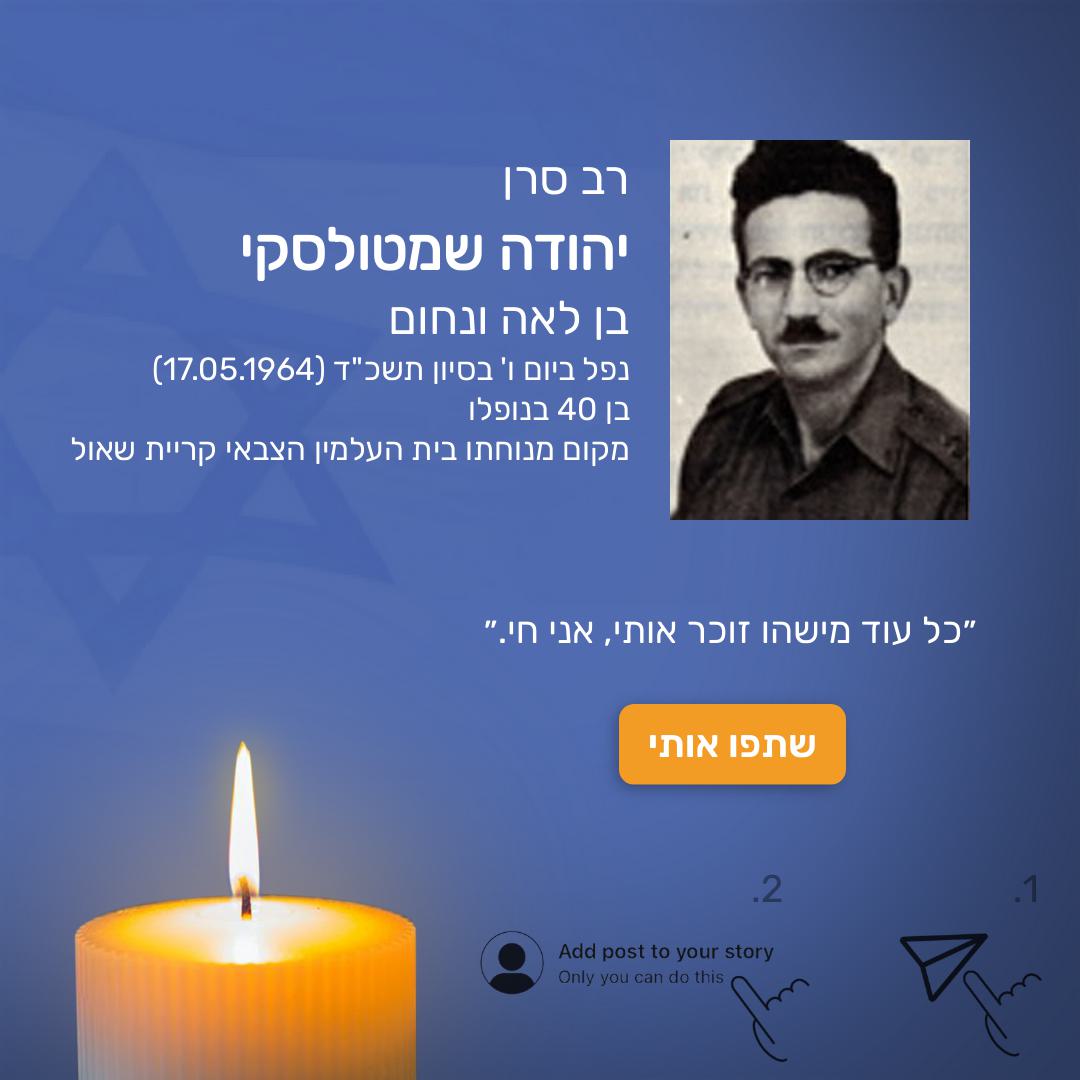 רב סרן
יהודה שמטולסקי
בן לאה ונחום
נפל ביום ו' בסיון תשכ"ד (17.05.1964)
בן 40 בנופלו
מקום מנוחתו בית העלמין הצבאי קריית שאול
״כל עוד מישהו זוכר אותי, אני חי.״
שתפו אותי
1.
2.
Add post to your story
Only you can do this